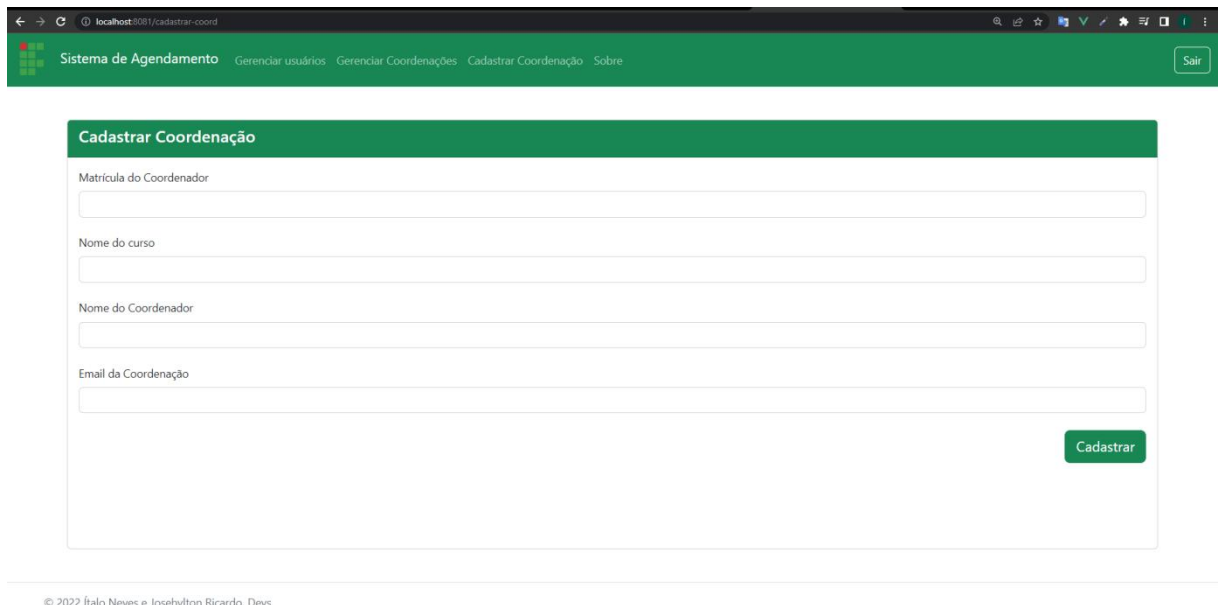 localhost:8081/cadastrar-coord
Sistema de Agendamento Gerenciar usuários Gerenciar Coordenações Cadastrar Coordenação Sobre Sair
Cadastrar Coordenação
Matrícula do Coordenador
Nome do curso
Nome do Coordenador
Email da Coordenação
Cadastrar
© 2022 Ítalo Neves e Josehylton Ricardo. Devs